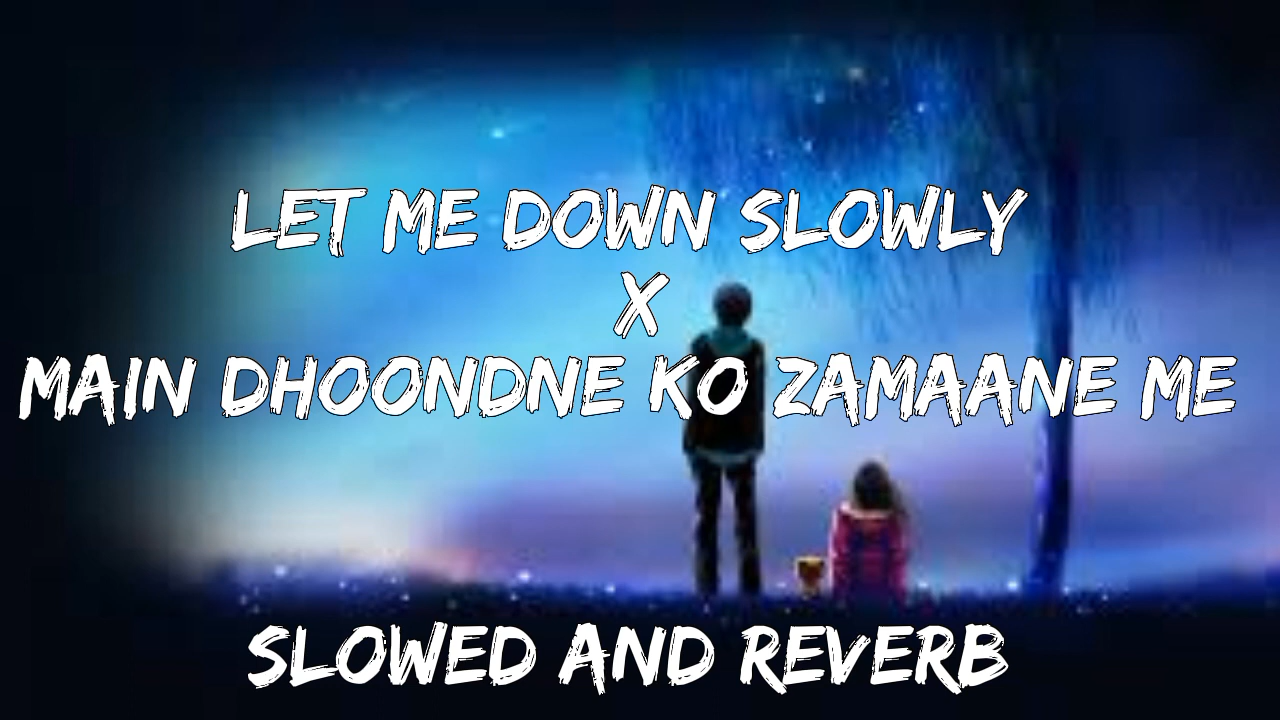 LET ME DOWN SLOWLY
X
MAIN DHOONDNE KO ZAMAANE ME
SLOWED AND REVERB